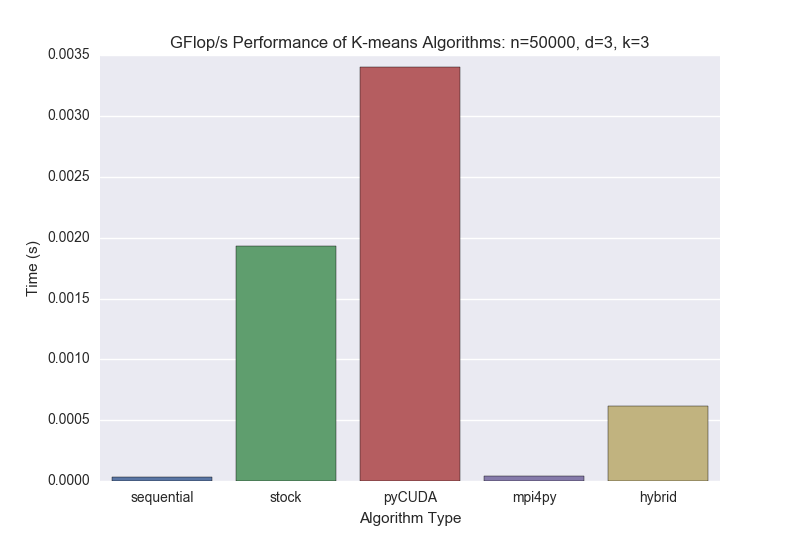 GFlop/s Performance of K-means Algorithms: n=50000, d=3, k=3
0.0035
0.0030
0.0025
0.0020
0.0015
0.0010
0.0005
0.0000
Time (s)
sequential stock pyCUDA mpi4py hybrid
Algorithm Type